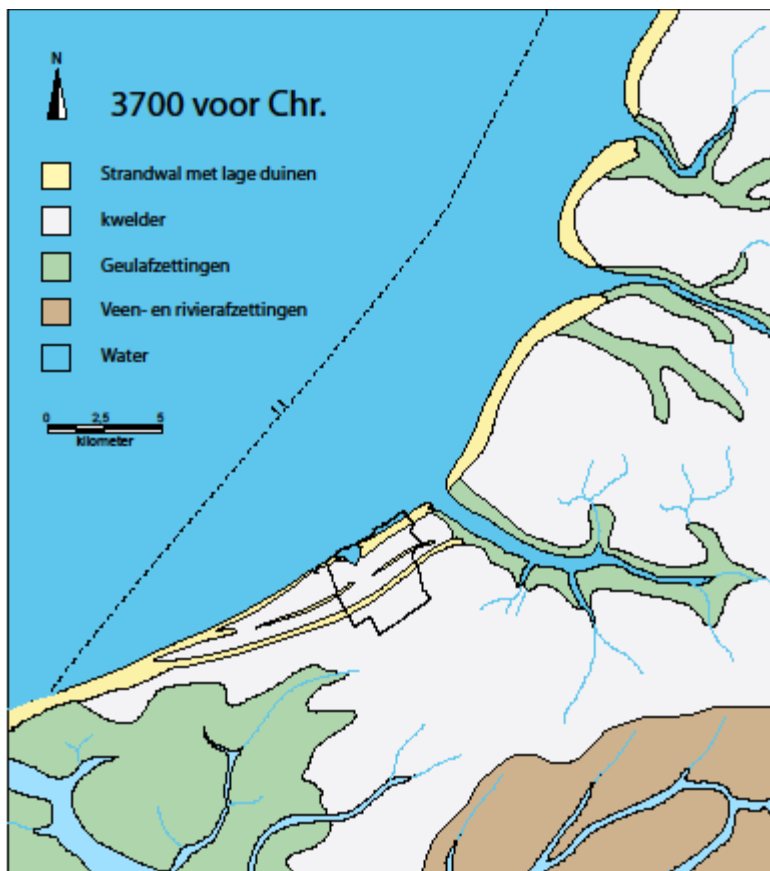 N
3700 voor Chr.
Strandwal met lage duinen
kwelder
Geulafzettingen
Veen- en rivierafzettingen
Water
0 2,5 5
kilometer